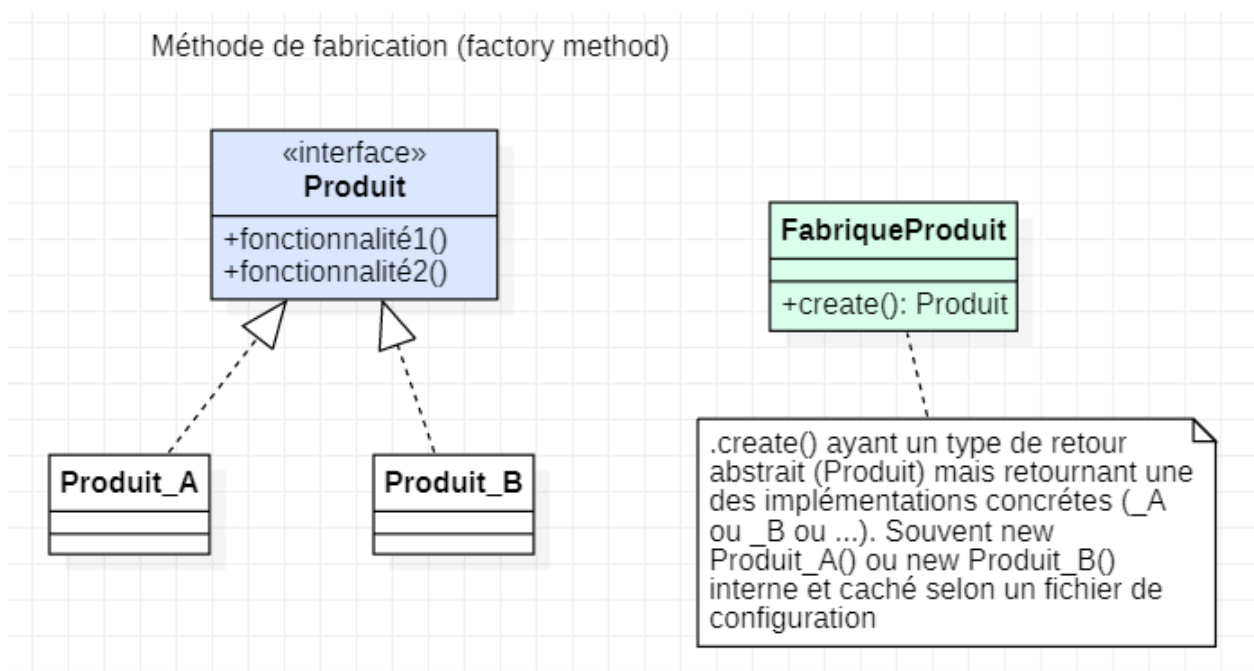 Méthode de fabrication (factory method)
«interface»
Produit
+fonctionnalité1()
+fonctionnalité2()
FabriqueProduit
+create(): Produit
Produit_A
Produit_B
.create() ayant un type de retour
abstrait (Produit) mais retournant une
des implémentations concrétes (_A
ou _B ou ...). Souvent new
Produit_A() ou new Produit_B()
interne et caché selon un fichier de
configuration